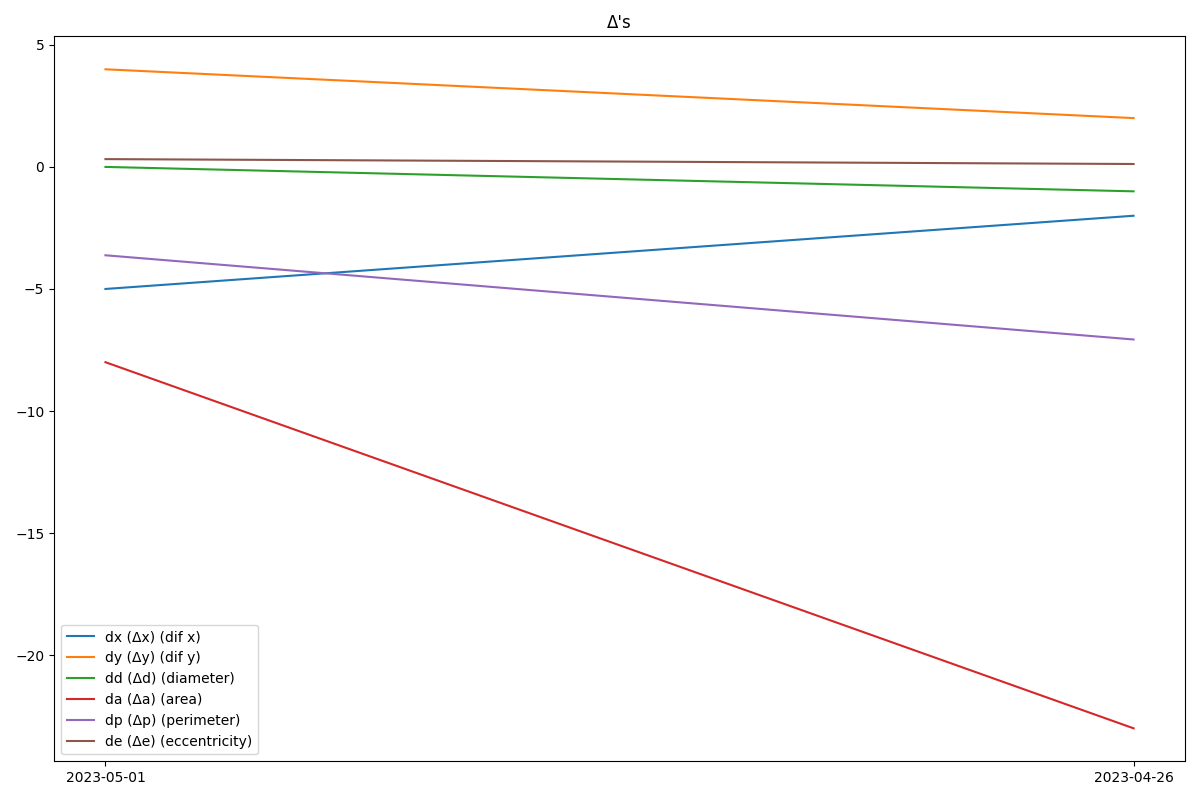 Δ's
5
0
−5
−10
−15
−20
dx (Δx) (dif x)
dy (Δy) (dif y)
dd (Δd) (diameter)
da (Δa) (area)
dp (Δp) (perimeter)
de (Δe) (eccentricity)
2023-05-01 2023-04-26